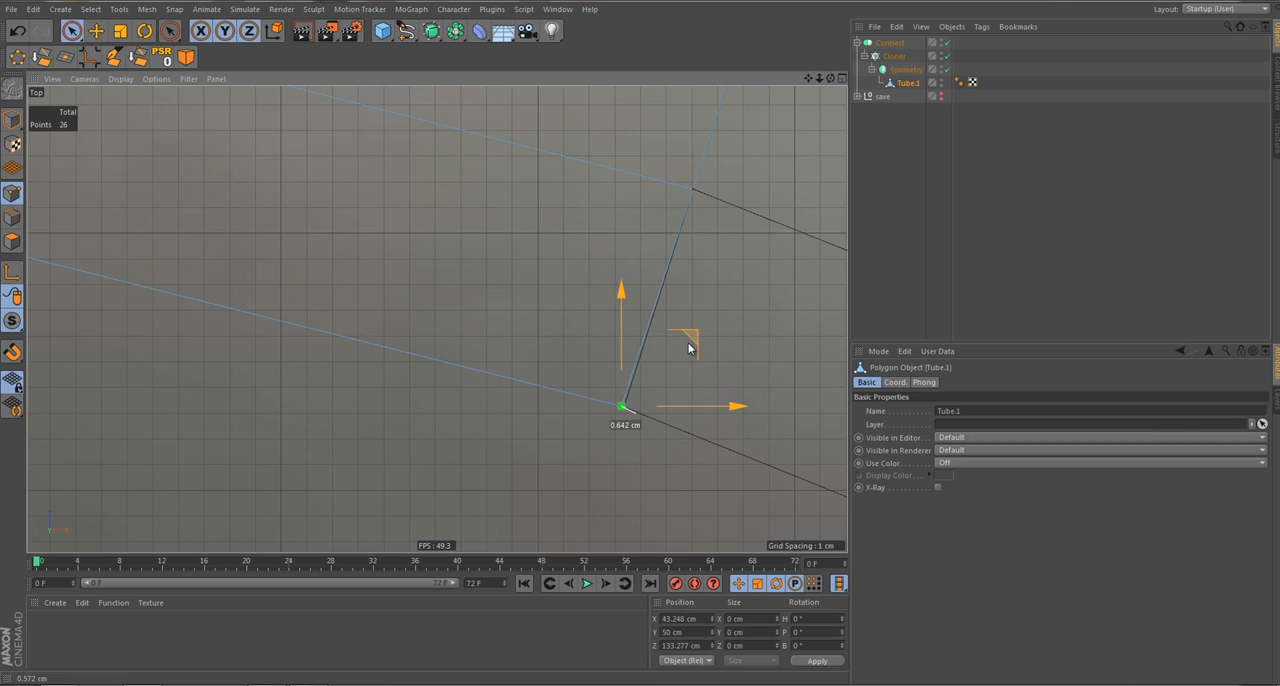 File Edit Create Select Tools Mesh Snap Animate Simulate Render Sculpt Motion Tracker MoGraph Character Plugins Script Window Help
Layout: Startup (User)
X Y Z
File Edit View Objects Tags Bookmarks
Connect
PSR
0
Cloner
Symmetry
View Cameras Display Options Filter Panel
Tube.1
Top
save
Total
Points 26
Mode Edit User Data
Polygon Object [Tube.1]
Basic Coord. Phong
Basic Properties
Name Tube.1
Layer
0.642 cm
Visible in Editor Default
Visible in Renderer Default
Use Color Off
Display Color
X-Ray
FPS : 49.3
Grid Spacing : 1 cm
0 4 8 12 16 20 24 28 32 36 40 44 48 52 56 60 64 68 72
0 F
0 F
0 F
72 F
72 F
P
Create Edit Function Texture
Position Size Rotation
X 43.248 cm X 0 cm H 0 °
Y 50 cm Y 0 cm P 0 °
Z 133.277 cm Z 0 cm B 0 °
Object (Rel) Size Apply
MAXON
CINEMA 4D
0.572 cm